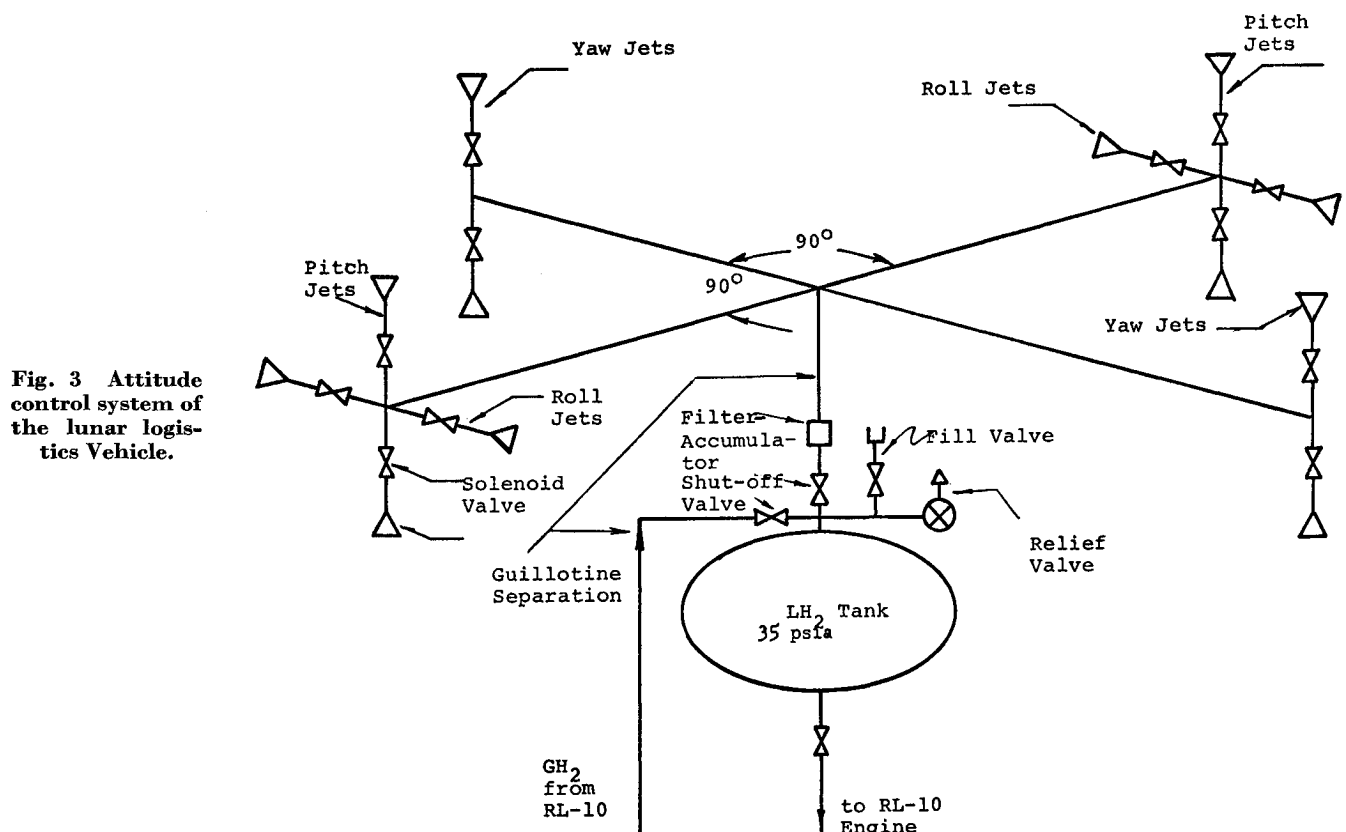 Yaw Jets
Pitch
Jets
Roll Jets
90°
Pitch
Jets
90°
Yaw Jets
Fig. 3 Attitude
control system of
the lunar logis-
tics Vehicle.
Roll
Jets
Filter
Accumula-
tor
Shut-off
Valve
Fill Valve
Solenoid
Valve
Relief
Valve
Guillotine
Separation
LH₂ Tank
35 psia
GH₂
from
RL-10
to RL-10
Engine